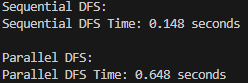 Sequential DFS:
Sequential DFS Time: 0.148 seconds
Parallel DFS:
Parallel DFS Time: 0.648 seconds